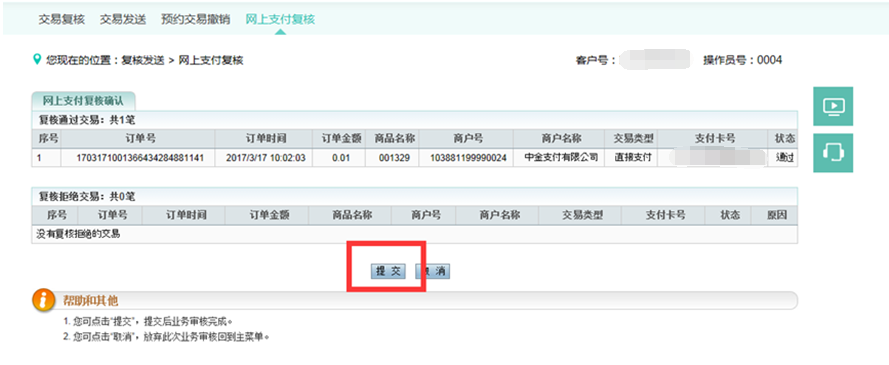 交易复核 交易发送 预约交易撤销 网上支付复核
您现在的位置：复核发送 > 网上支付复核 客户号： 操作员号：0004
网上支付复核确认
复核通过交易：共1笔
序号 订单号 订单时间 订单金额 商品名称 商户号 商户名称 交易类型 支付卡号 状态
1 1703171001366434284881141 2017/3/17 10:02:03 0.01 001329 103881199990024 中金支付有限公司 直接支付 通过
复核拒绝交易：共0笔
序号 订单号 订单时间 订单金额 商品名称 商户号 商户名称 交易类型 支付卡号 状态 原因
没有复核拒绝的交易
提 交 取 消
帮助和其他
1. 您可点击“提交”，提交后业务审核完成。
2. 您可点击“取消”，放弃此次业务审核回到主菜单。